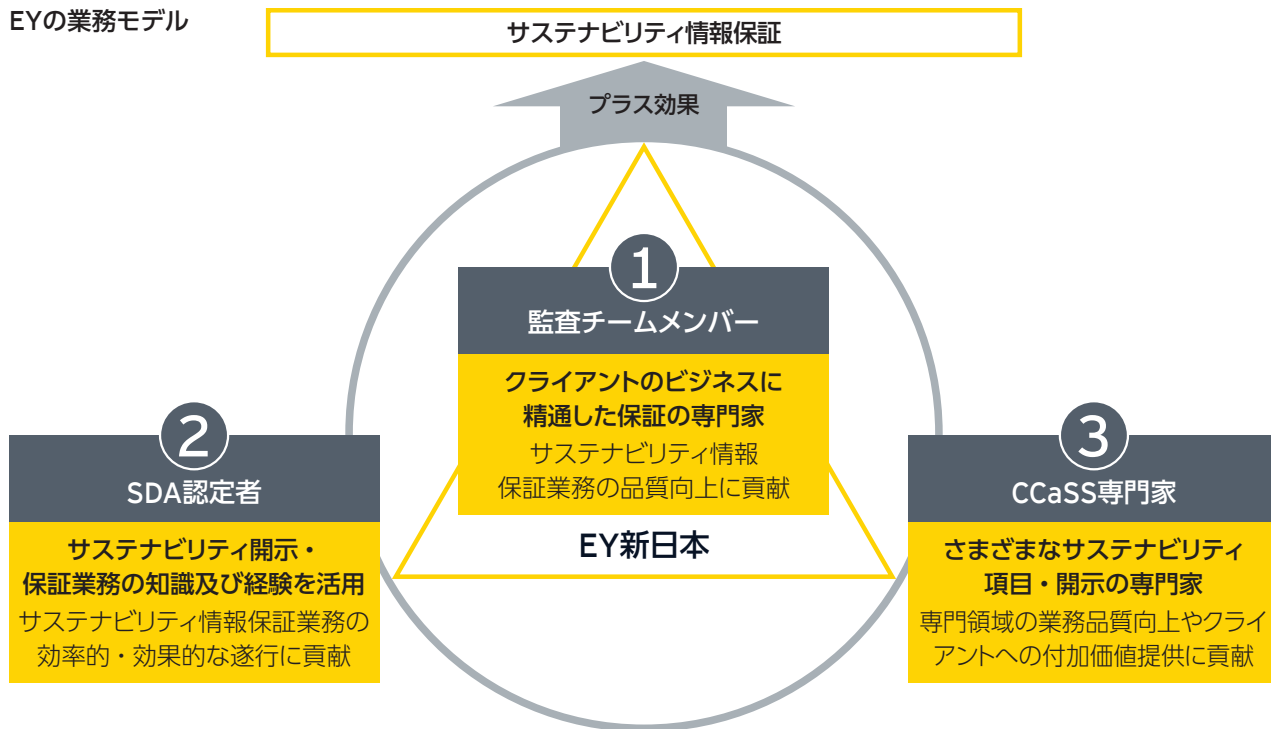 EYの業務モデル
サステナビリティ情報保証
プラス効果
1
監査チームメンバー
クライアントのビジネスに
精通した保証の専門家
サステナビリティ情報
保証業務の品質向上に貢献
EY新日本
2
SDA認定者
サステナビリティ開示・
保証業務の知識及び経験を活用
サステナビリティ情報保証業務の
効率的・効果的な遂行に貢献
3
CCaSS専門家
さまざまなサステナビリティ
項目・開示の専門家
専門領域の業務品質向上やクライ
アントへの付加価値提供に貢献